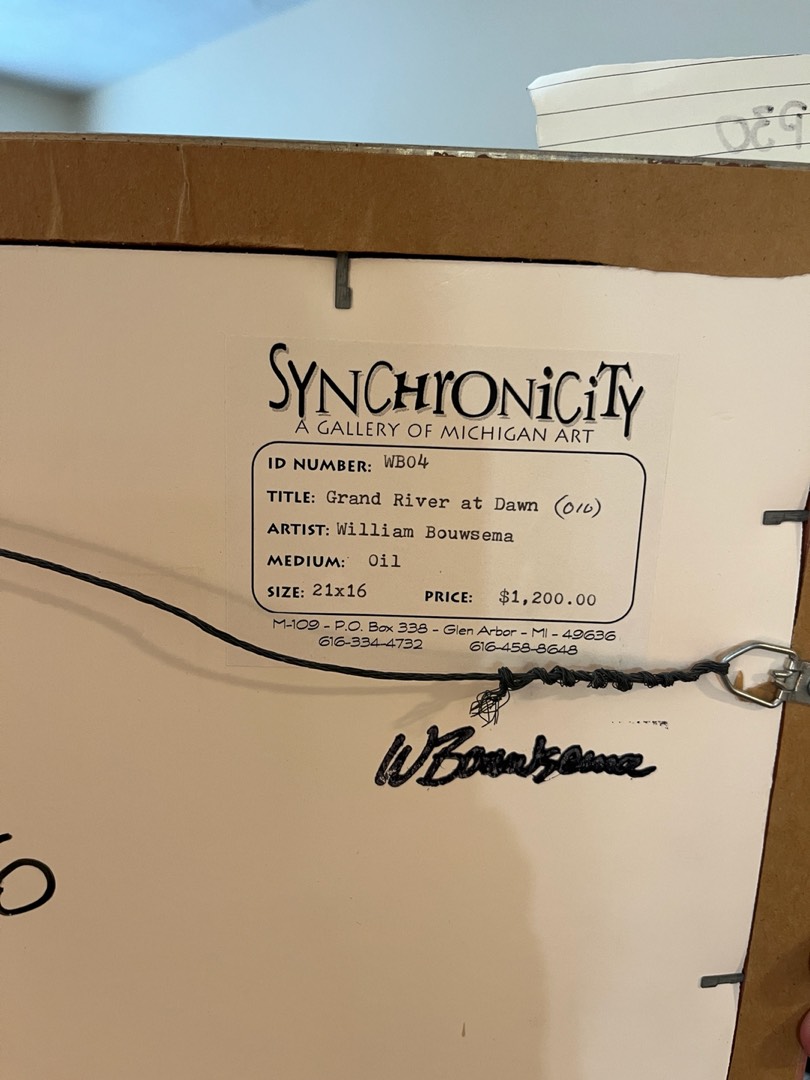 P30
SYNCHrONiCiTY
A GALLERY OF MICHIGAN ART
ID NUMBER: WB04
TITLE: Grand River at Dawn (010)
ARTIST: William Bouwsema
MEDIUM: Oil
SIZE: 21x16 PRICE: $1,200.00
M-109 - P.O. Box 338 - Glen Arbor - MI - 49636
616-334-4732 616-458-8648
WBouwsema